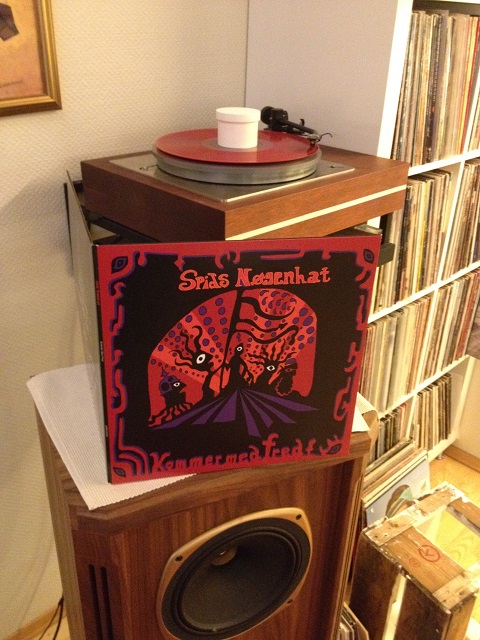 Spids Nøgenhat
Kommer med fred